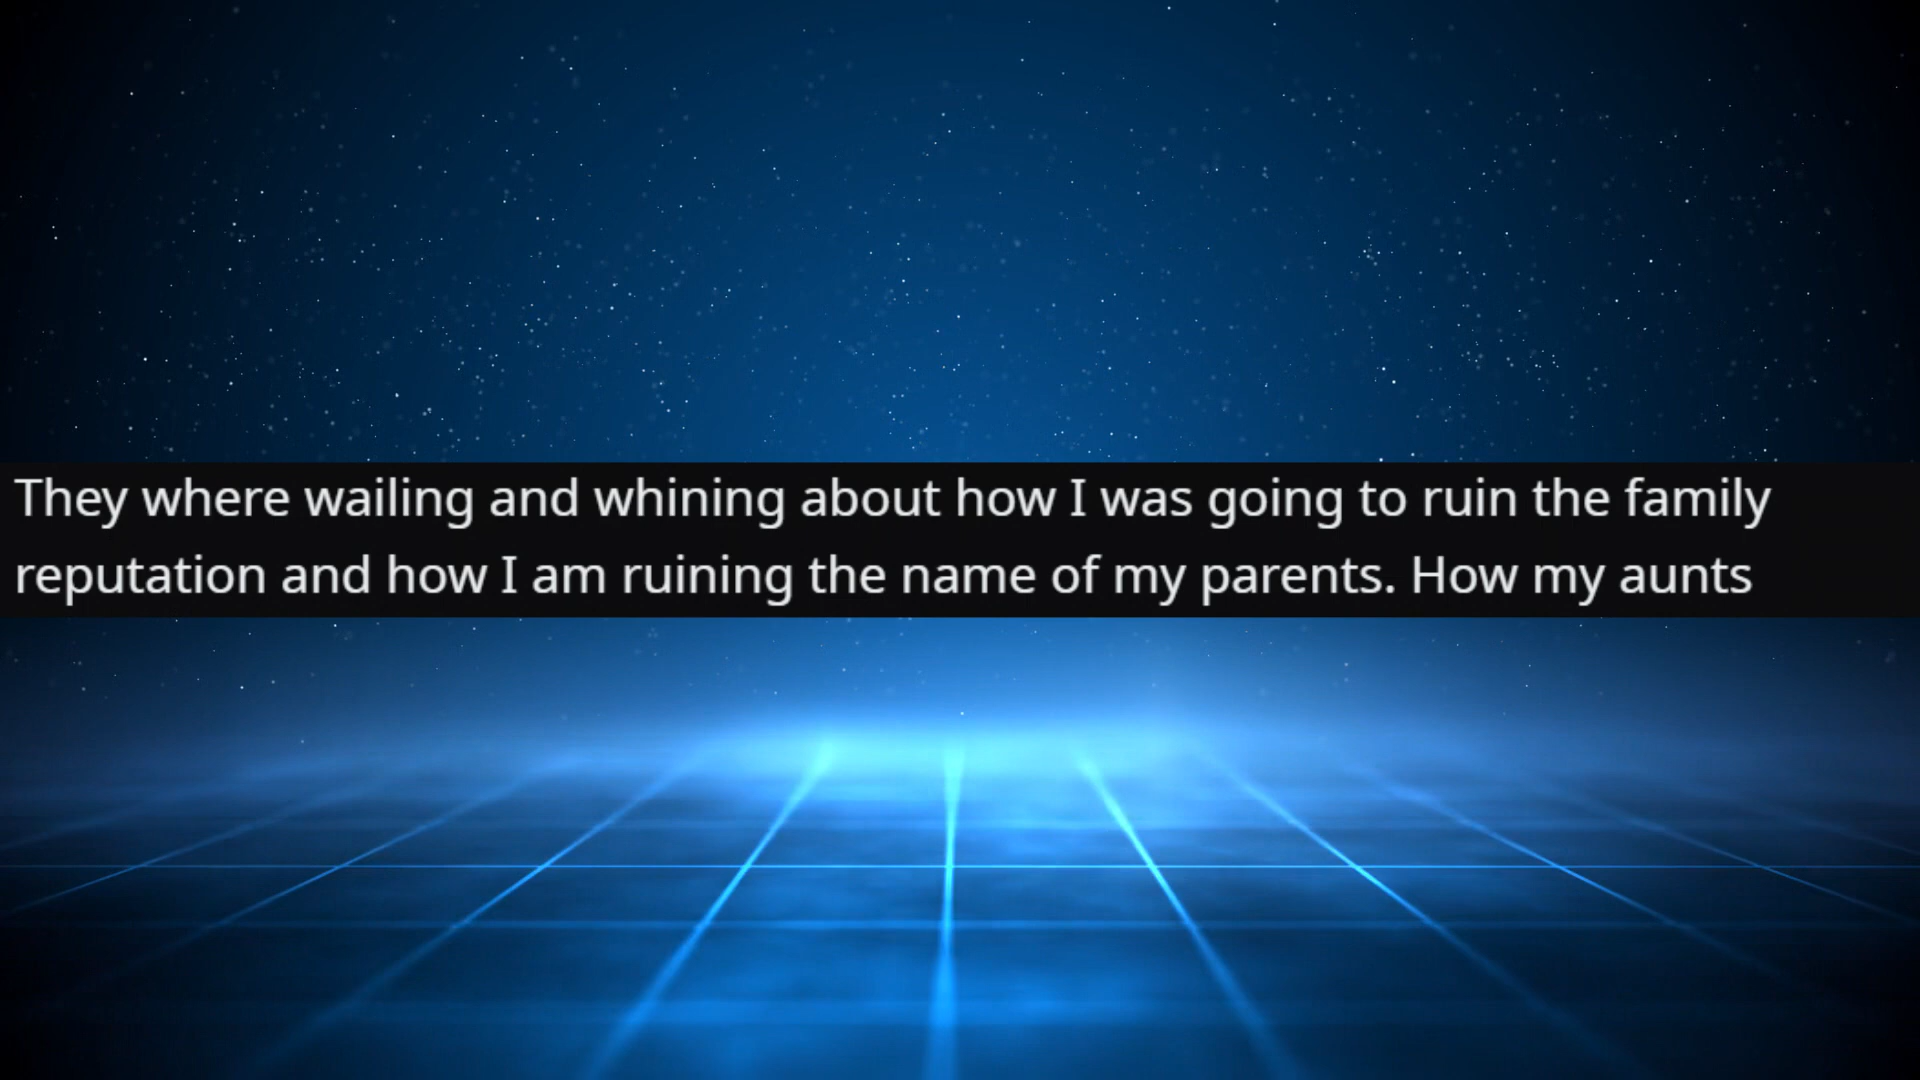 They where wailing and whining about how I was going to ruin the family
reputation and how I am ruining the name of my parents. How my aunts